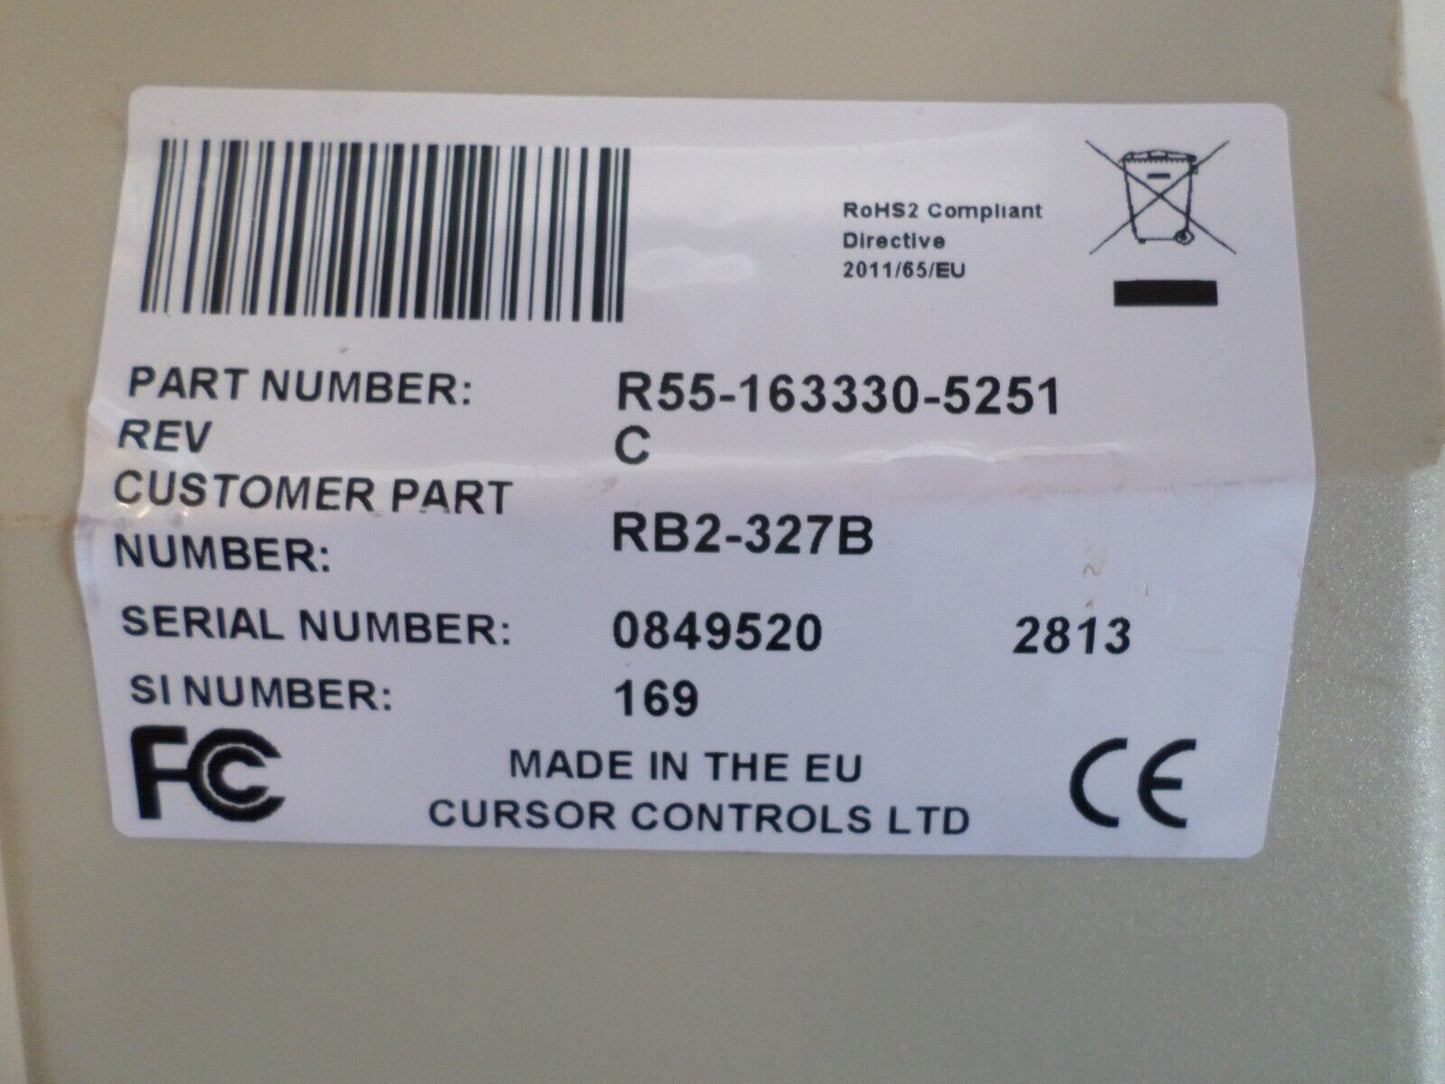 RoHS2 Compliant
Directive
2011/65/EU
PART NUMBER: R55-163330-5251
REV C
CUSTOMER PART
NUMBER: RB2-327B
SERIAL NUMBER: 0849520 2813
SI NUMBER: 169
FC
MADE IN THE EU
CURSOR CONTROLS LTD
CE